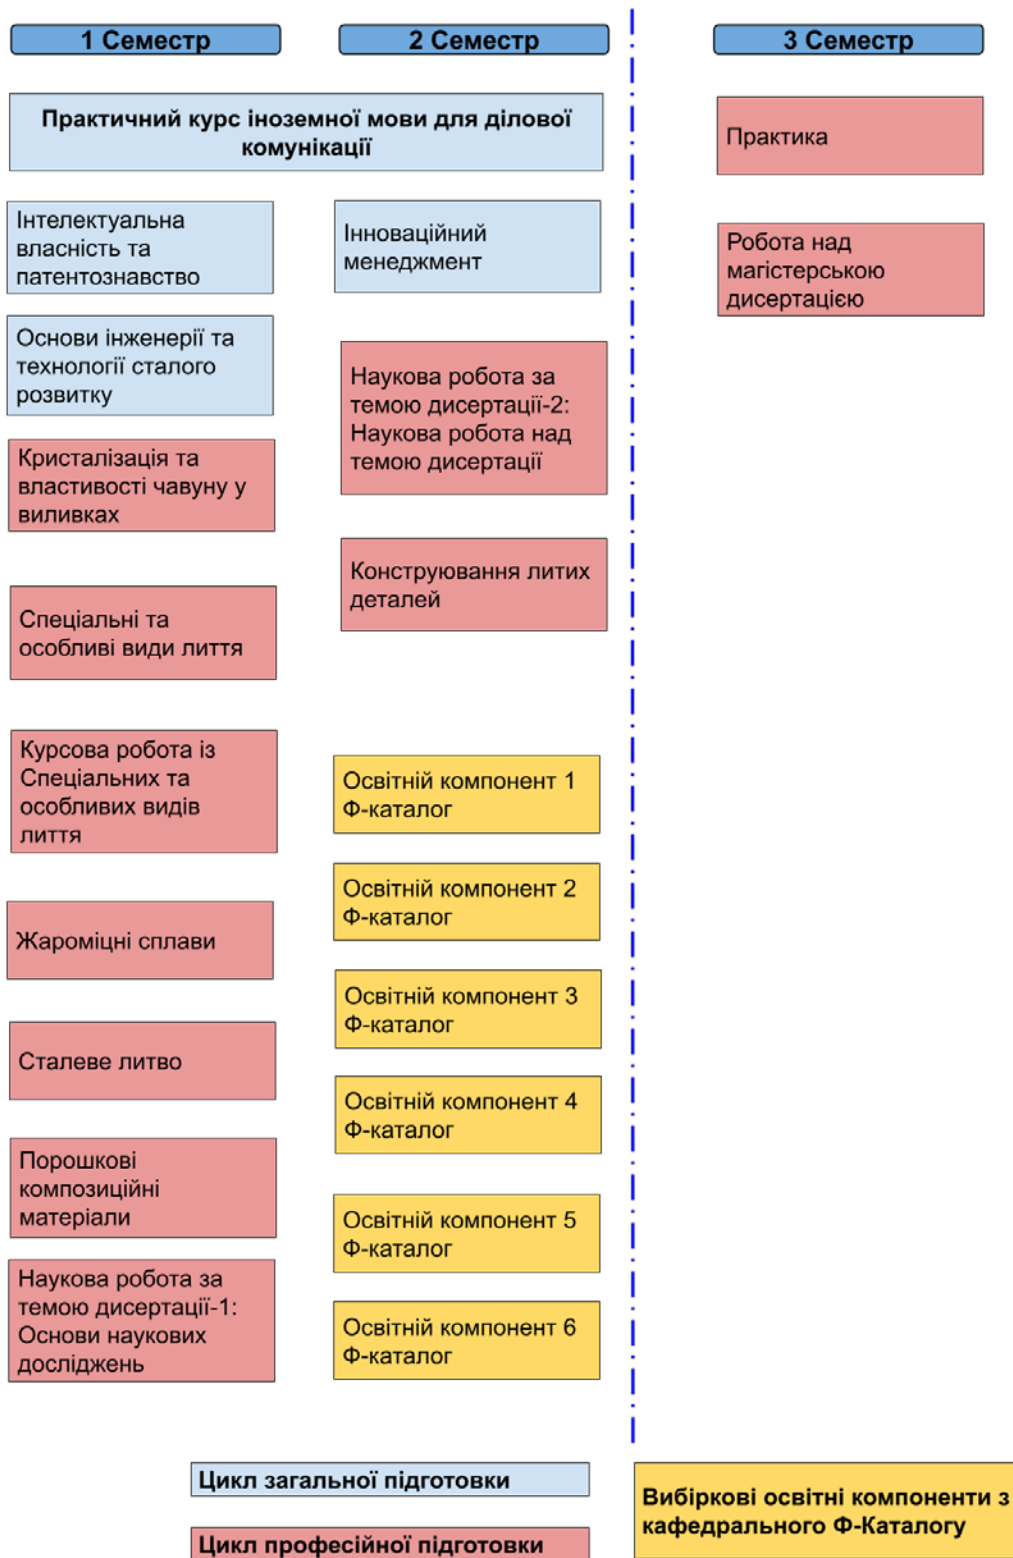 1 Семестр
2 Семестр
3 Семестр
Практичний курс іноземної мови для ділової
комунікації
Інтелектуальна
власність та
патентознавство
Основи інженерії та
технології сталого
розвитку
Кристалізація та
властивості чавуну у
виливках
Спеціальні та
особливі види лиття
Курсова робота із
Спеціальних та
особливих видів
лиття
Жароміцні сплави
Сталеве литво
Порошкові
композиційні
матеріали
Наукова робота за
темою дисертації-1:
Основи наукових
досліджень
Інноваційний
менеджмент
Наукова робота за
темою дисертації-2:
Наукова робота над
темою дисертації
Конструювання литих
деталей
Освітній компонент 1
Ф-каталог
Освітній компонент 2
Ф-каталог
Освітній компонент 3
Ф-каталог
Освітній компонент 4
Ф-каталог
Освітній компонент 5
Ф-каталог
Освітній компонент 6
Ф-каталог
Практика
Робота над
магістерською
дисертацією
Цикл загальної підготовки
Цикл професійної підготовки
Вибіркові освітні компоненти з
кафедрального Ф-Каталогу